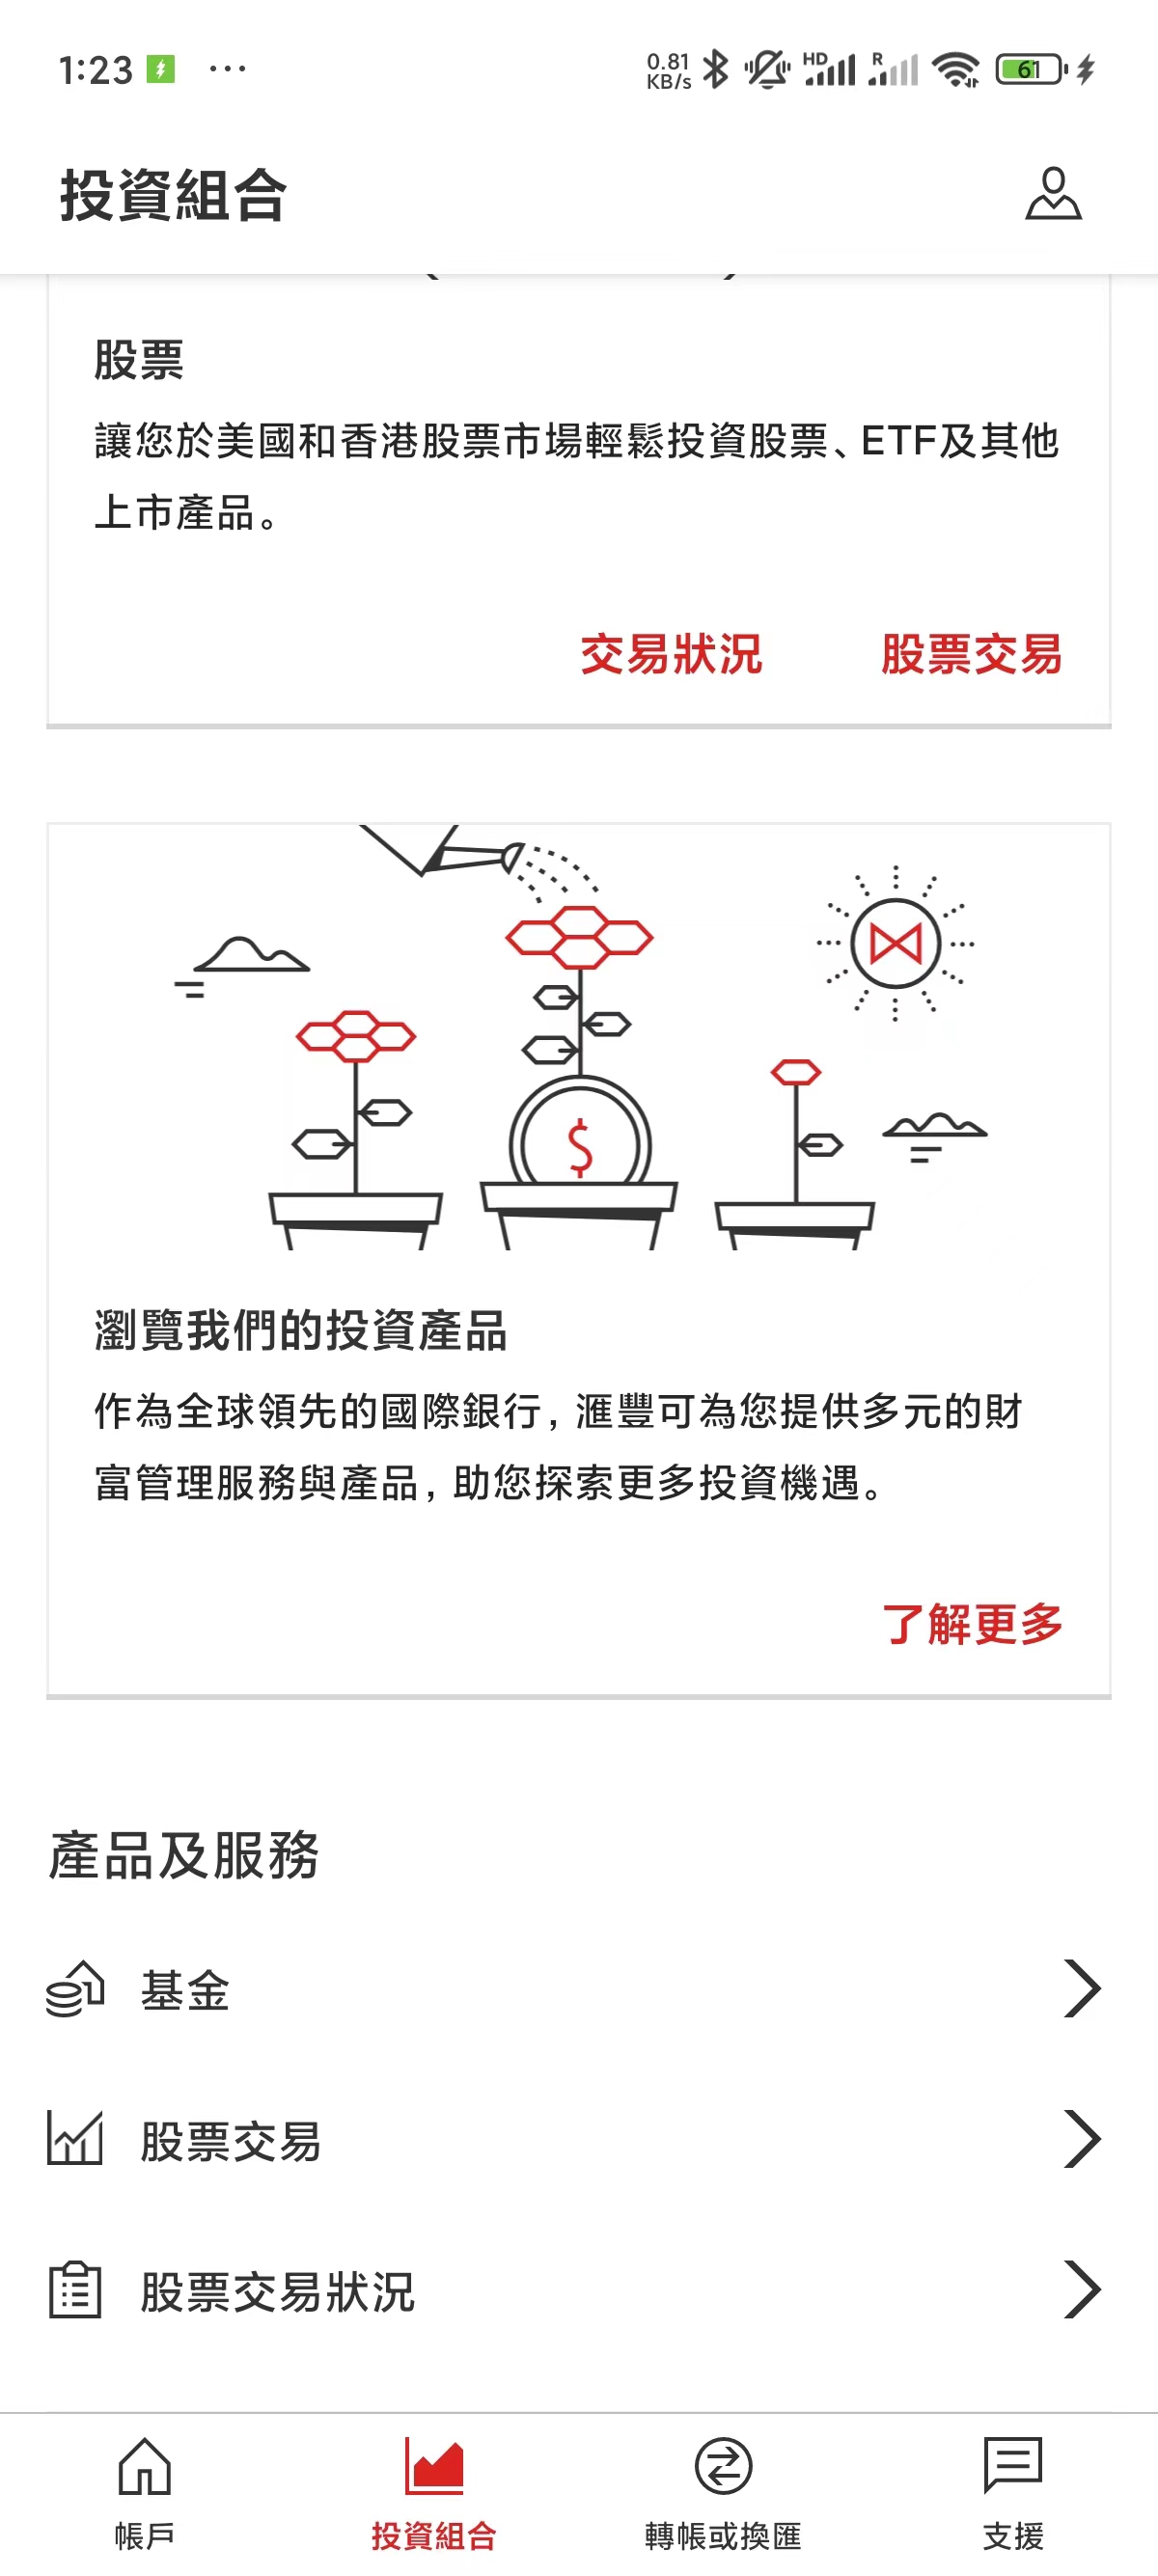 1:23
0.81
KB/s
HD
R
61
投資組合
股票
讓您於美國和香港股票市場輕鬆投資股票、ETF及其他
上市產品。
交易狀況 股票交易
$
瀏覽我們的投資產品
作為全球領先的國際銀行, 滙豐可為您提供多元的財
富管理服務與產品, 助您探索更多投資機遇。
了解更多
產品及服務
基金
股票交易
股票交易狀況
帳戶 投資組合 轉帳或換匯 支援